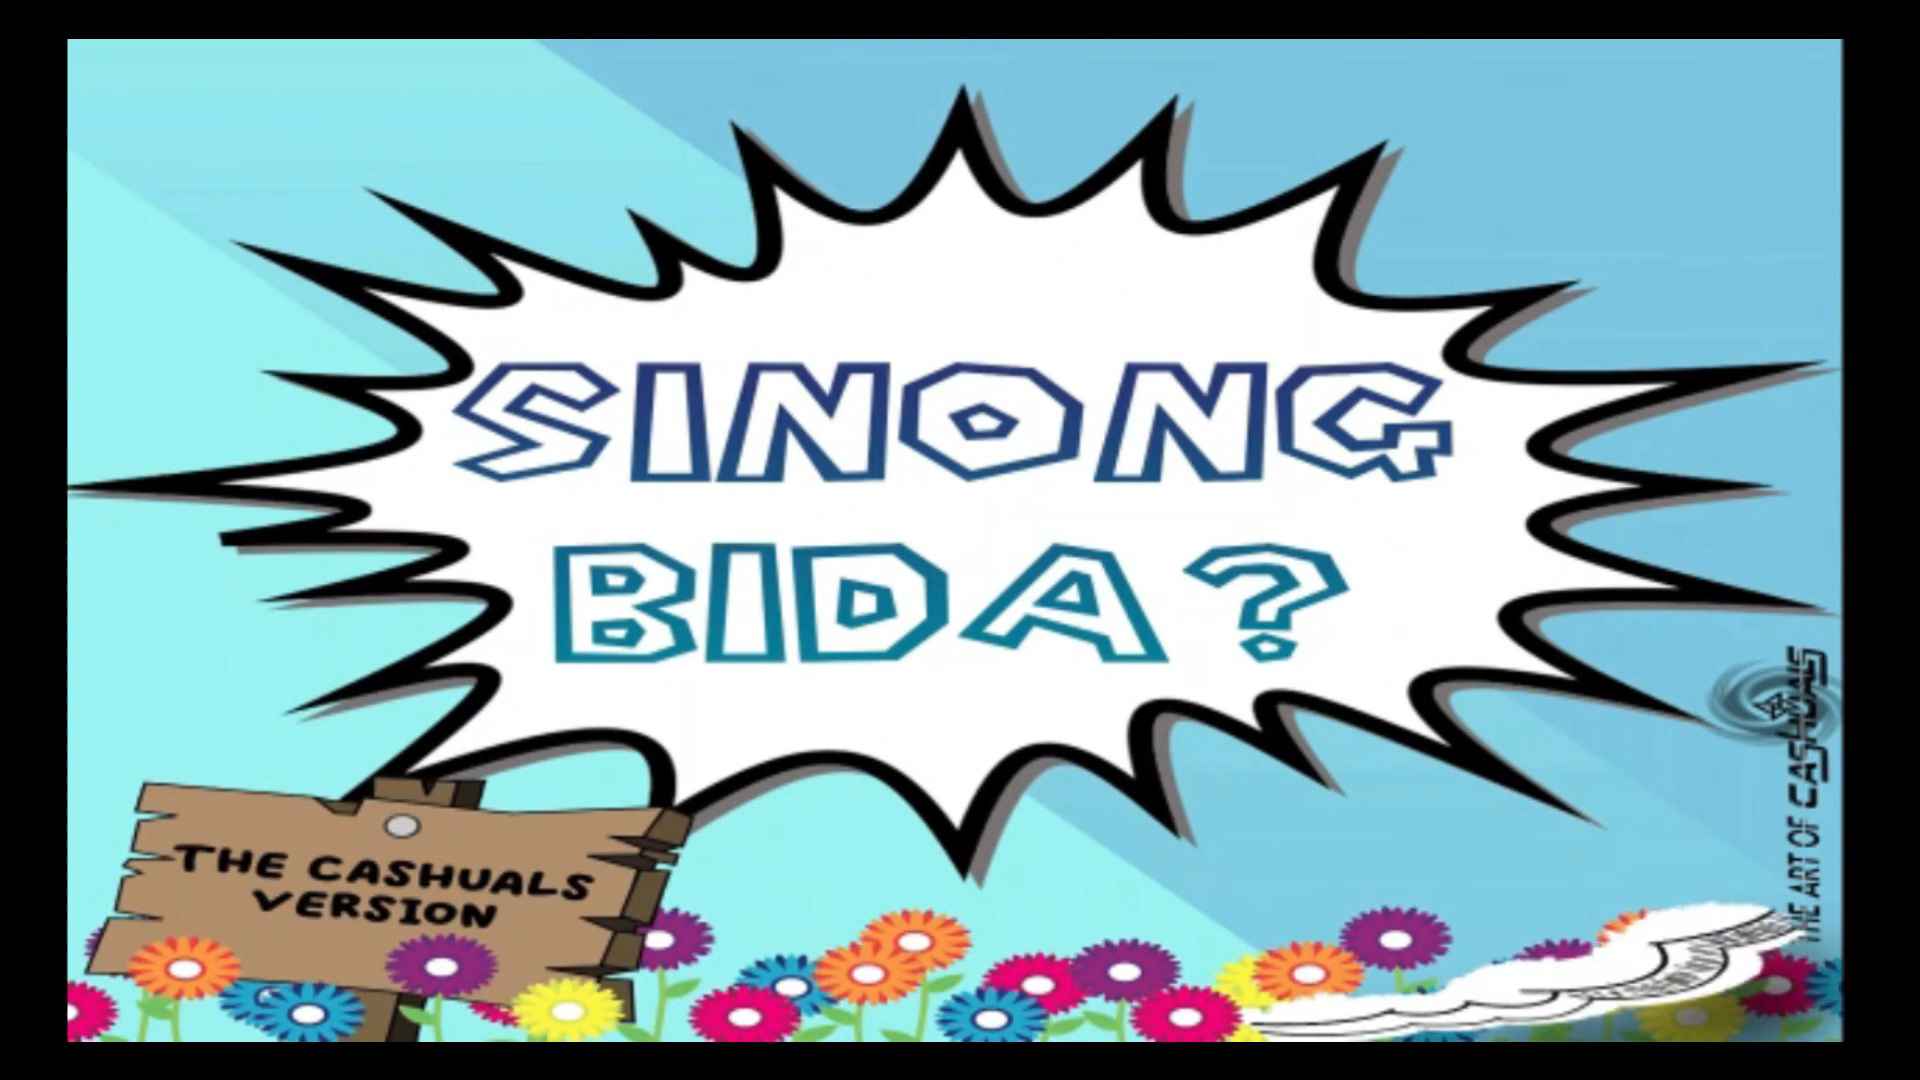 SINONG
BIDA?
THE CASHUALS
VERSION
THE ART OF CASHUALS